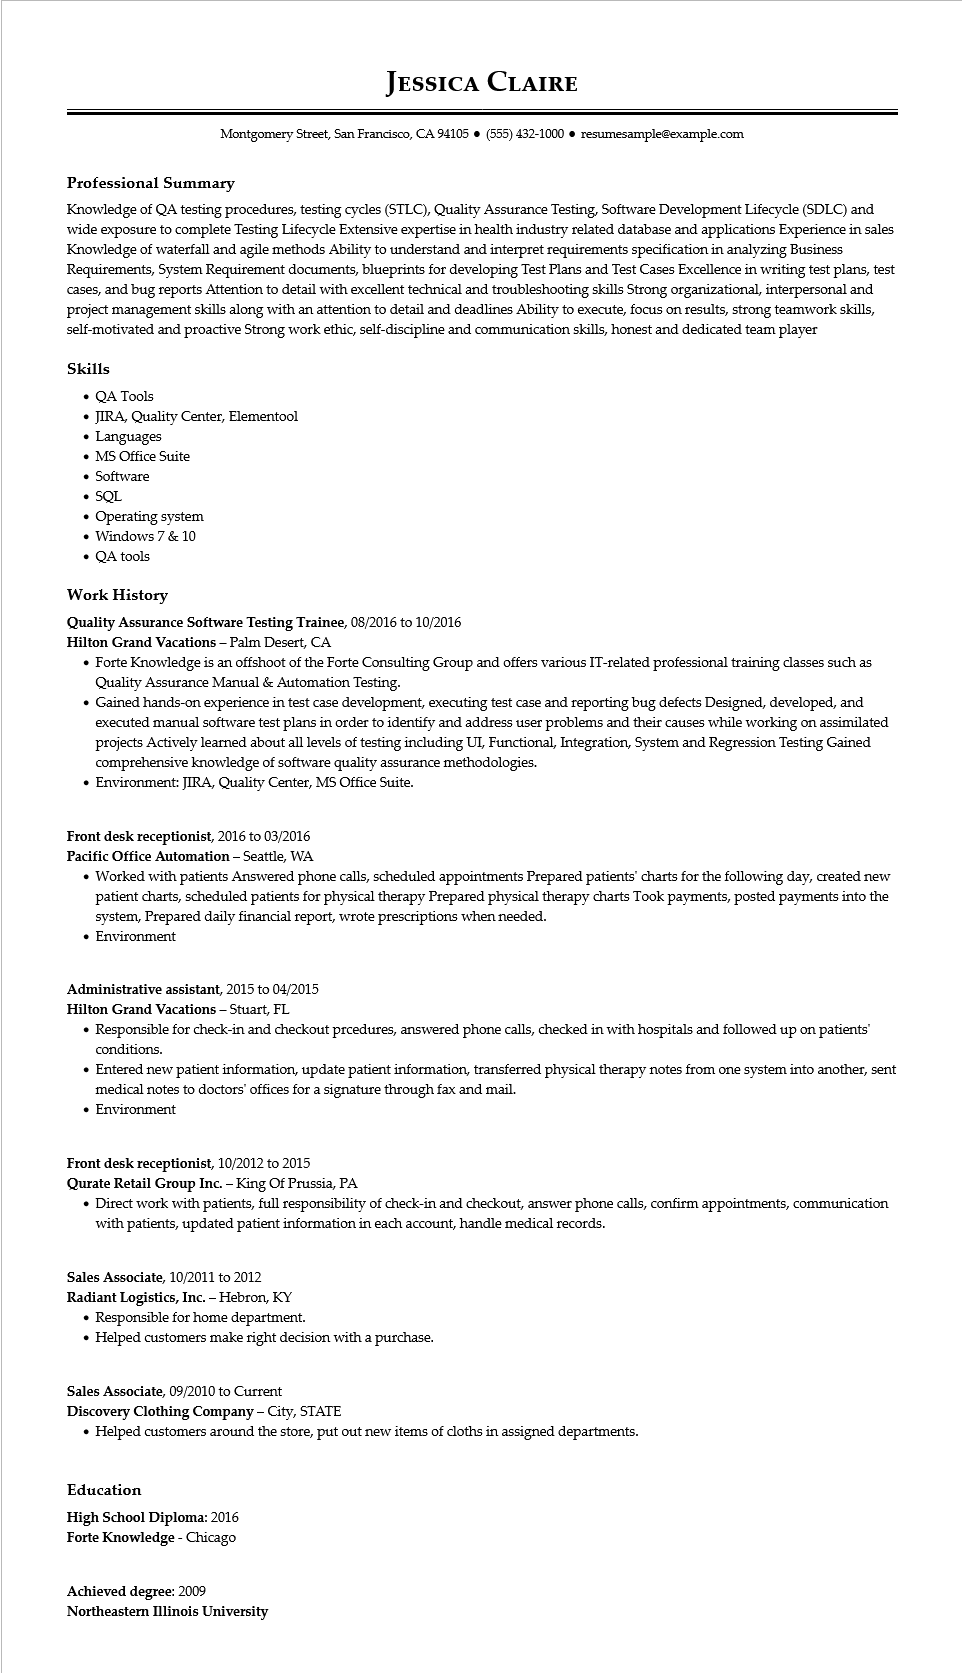 Jessica Claire
Montgomery Street, San Francisco, CA 94105 ● (555) 432-1000 ● resumesample@example.com
Professional Summary
Knowledge of QA testing procedures, testing cycles (STLC), Quality Assurance Testing, Software Development Lifecycle (SDLC) and
wide exposure to complete Testing Lifecycle Extensive expertise in health industry related database and applications Experience in sales
Knowledge of waterfall and agile methods Ability to understand and interpret requirements specification in analyzing Business
Requirements, System Requirement documents, blueprints for developing Test Plans and Test Cases Excellence in writing test plans, test
cases, and bug reports Attention to detail with excellent technical and troubleshooting skills Strong organizational, interpersonal and
project management skills along with an attention to detail and deadlines Ability to execute, focus on results, strong teamwork skills,
self-motivated and proactive Strong work ethic, self-discipline and communication skills, honest and dedicated team player
Skills
• QA Tools
• JIRA, Quality Center, Elementool
• Languages
• MS Office Suite
• Software
• SQL
• Operating system
• Windows 7 & 10
• QA tools
Work History
Quality Assurance Software Testing Trainee, 08/2016 to 10/2016
Hilton Grand Vacations – Palm Desert, CA
• Forte Knowledge is an offshoot of the Forte Consulting Group and offers various IT-related professional training classes such as
Quality Assurance Manual & Automation Testing.
• Gained hands-on experience in test case development, executing test case and reporting bug defects Designed, developed, and
executed manual software test plans in order to identify and address user problems and their causes while working on assimilated
projects Actively learned about all levels of testing including UI, Functional, Integration, System and Regression Testing Gained
comprehensive knowledge of software quality assurance methodologies.
• Environment: JIRA, Quality Center, MS Office Suite.
Front desk receptionist, 2016 to 03/2016
Pacific Office Automation – Seattle, WA
• Worked with patients Answered phone calls, scheduled appointments Prepared patients' charts for the following day, created new
patient charts, scheduled patients for physical therapy Prepared physical therapy charts Took payments, posted payments into the
system, Prepared daily financial report, wrote prescriptions when needed.
• Environment
Administrative assistant, 2015 to 04/2015
Hilton Grand Vacations – Stuart, FL
• Responsible for check-in and checkout prcedures, answered phone calls, checked in with hospitals and followed up on patients'
conditions.
• Entered new patient information, update patient information, transferred physical therapy notes from one system into another, sent
medical notes to doctors' offices for a signature through fax and mail.
• Environment
Front desk receptionist, 10/2012 to 2015
Qurate Retail Group Inc. – King Of Prussia, PA
• Direct work with patients, full responsibility of check-in and checkout, answer phone calls, confirm appointments, communication
with patients, updated patient information in each account, handle medical records.
Sales Associate, 10/2011 to 2012
Radiant Logistics, Inc. – Hebron, KY
• Responsible for home department.
• Helped customers make right decision with a purchase.
Sales Associate, 09/2010 to Current
Discovery Clothing Company – City, STATE
• Helped customers around the store, put out new items of cloths in assigned departments.
Education
High School Diploma: 2016
Forte Knowledge - Chicago
Achieved degree: 2009
Northeastern Illinois University